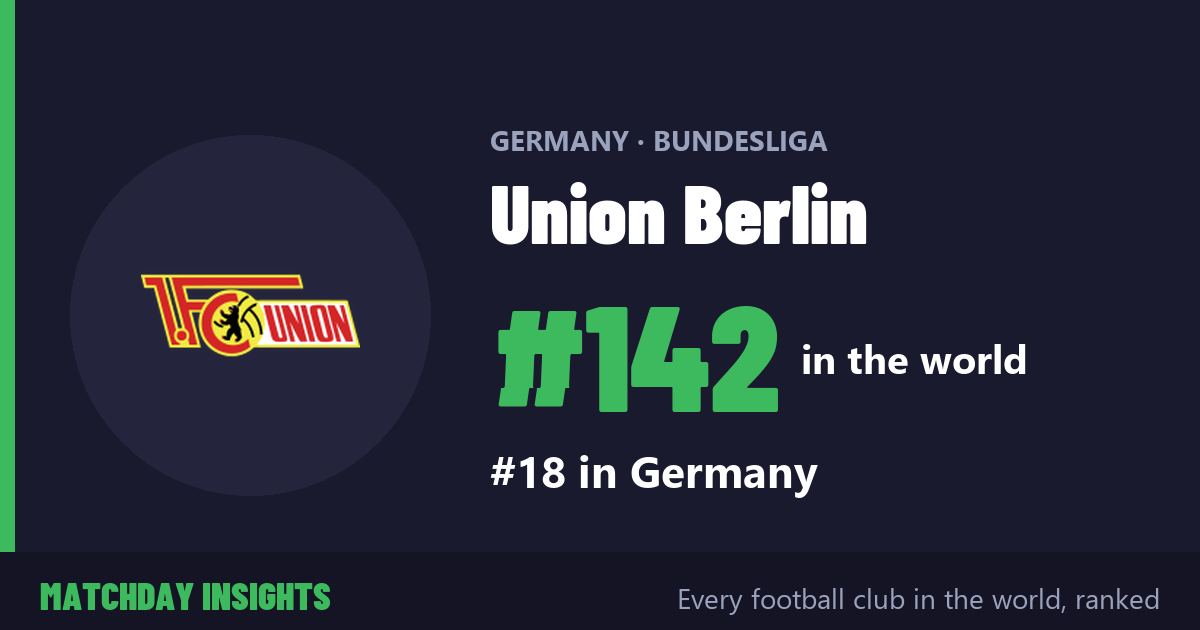 GERMANY · BUNDESLIGA
Union Berlin
1.FC UNION
#142 in the world
#18 in Germany
MATCHDAY INSIGHTS
Every football club in the world, ranked